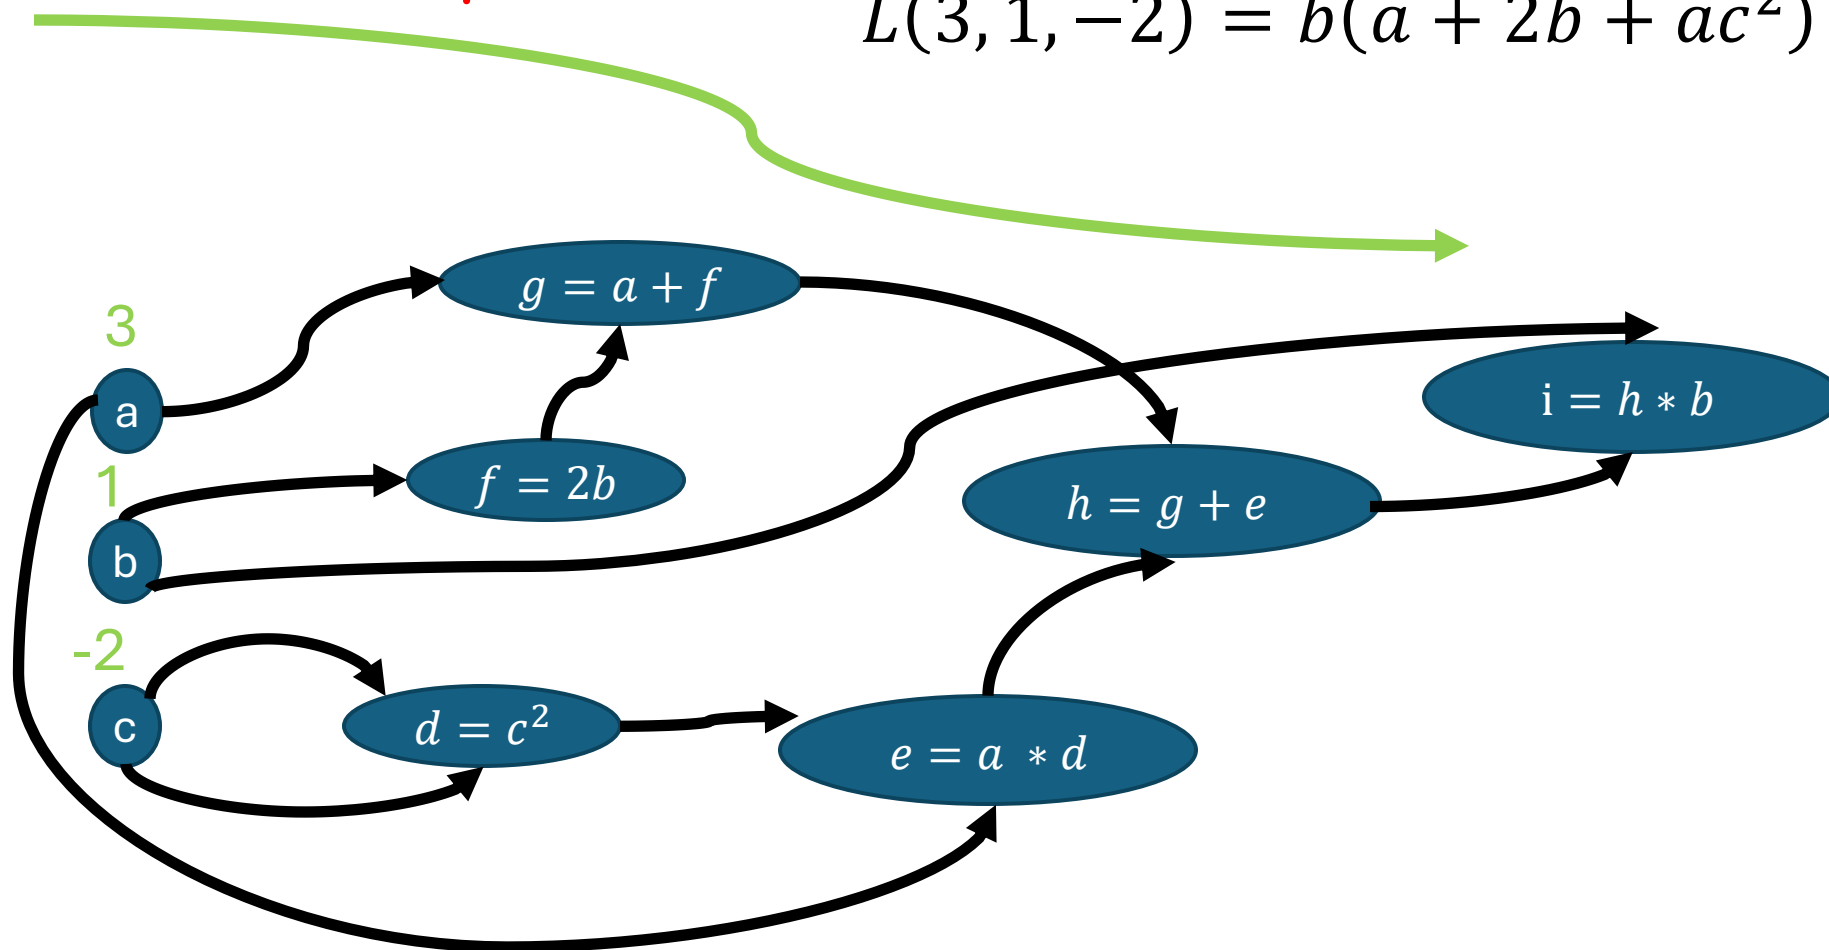 L(3, 1, −2) = b(a + 2b + ac²)
g = a + f
3
a
i = h ∗ b
1
f = 2b
h = g + e
b
-2
c
d = c²
e = a ∗ d